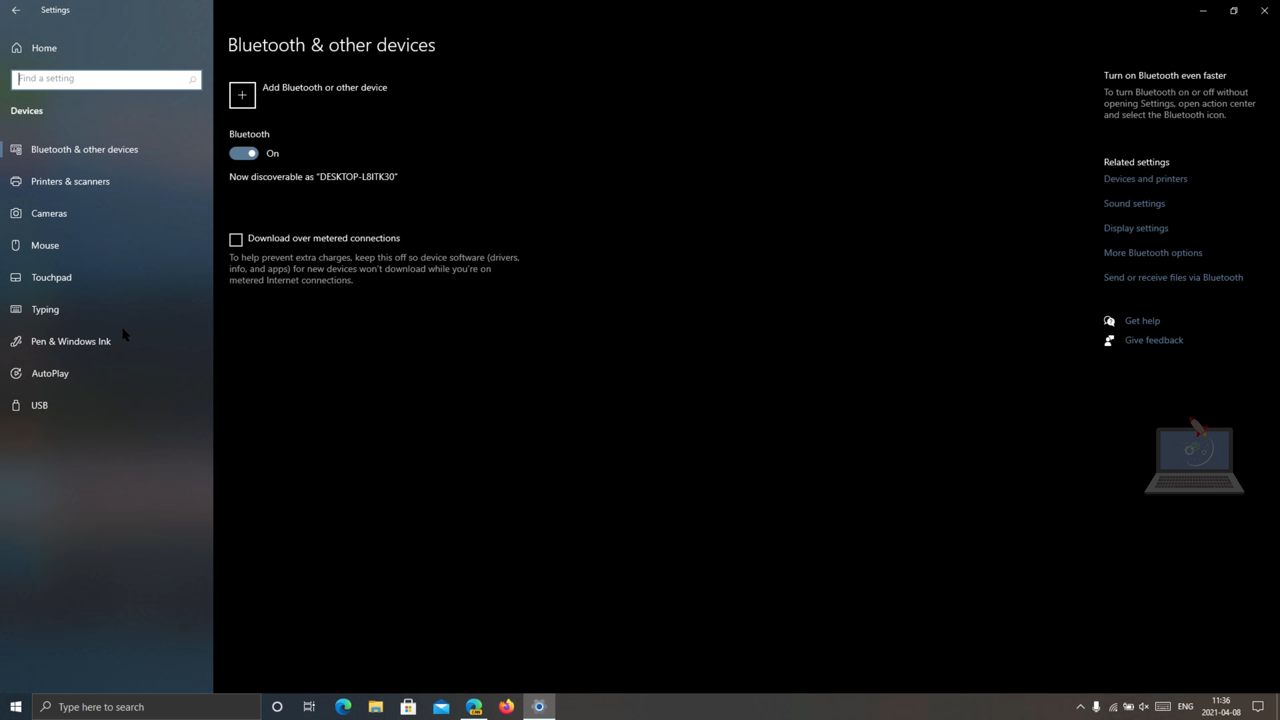 Settings
Home
Find a setting
Devices
Bluetooth & other devices
Printers & scanners
Cameras
Mouse
Touchpad
Typing
Pen & Windows Ink
AutoPlay
USB
Bluetooth & other devices
Add Bluetooth or other device
Bluetooth
On
Now discoverable as "DESKTOP-L8ITK30"
Download over metered connections
To help prevent extra charges, keep this off so device software (drivers,
info, and apps) for new devices won't download while you're on
metered Internet connections.
Turn on Bluetooth even faster
To turn Bluetooth on or off without
opening Settings, open action center
and select the Bluetooth icon.
Related settings
Devices and printers
Sound settings
Display settings
More Bluetooth options
Send or receive files via Bluetooth
Get help
Give feedback
Type here to search
ENG
11:36
2021-04-08